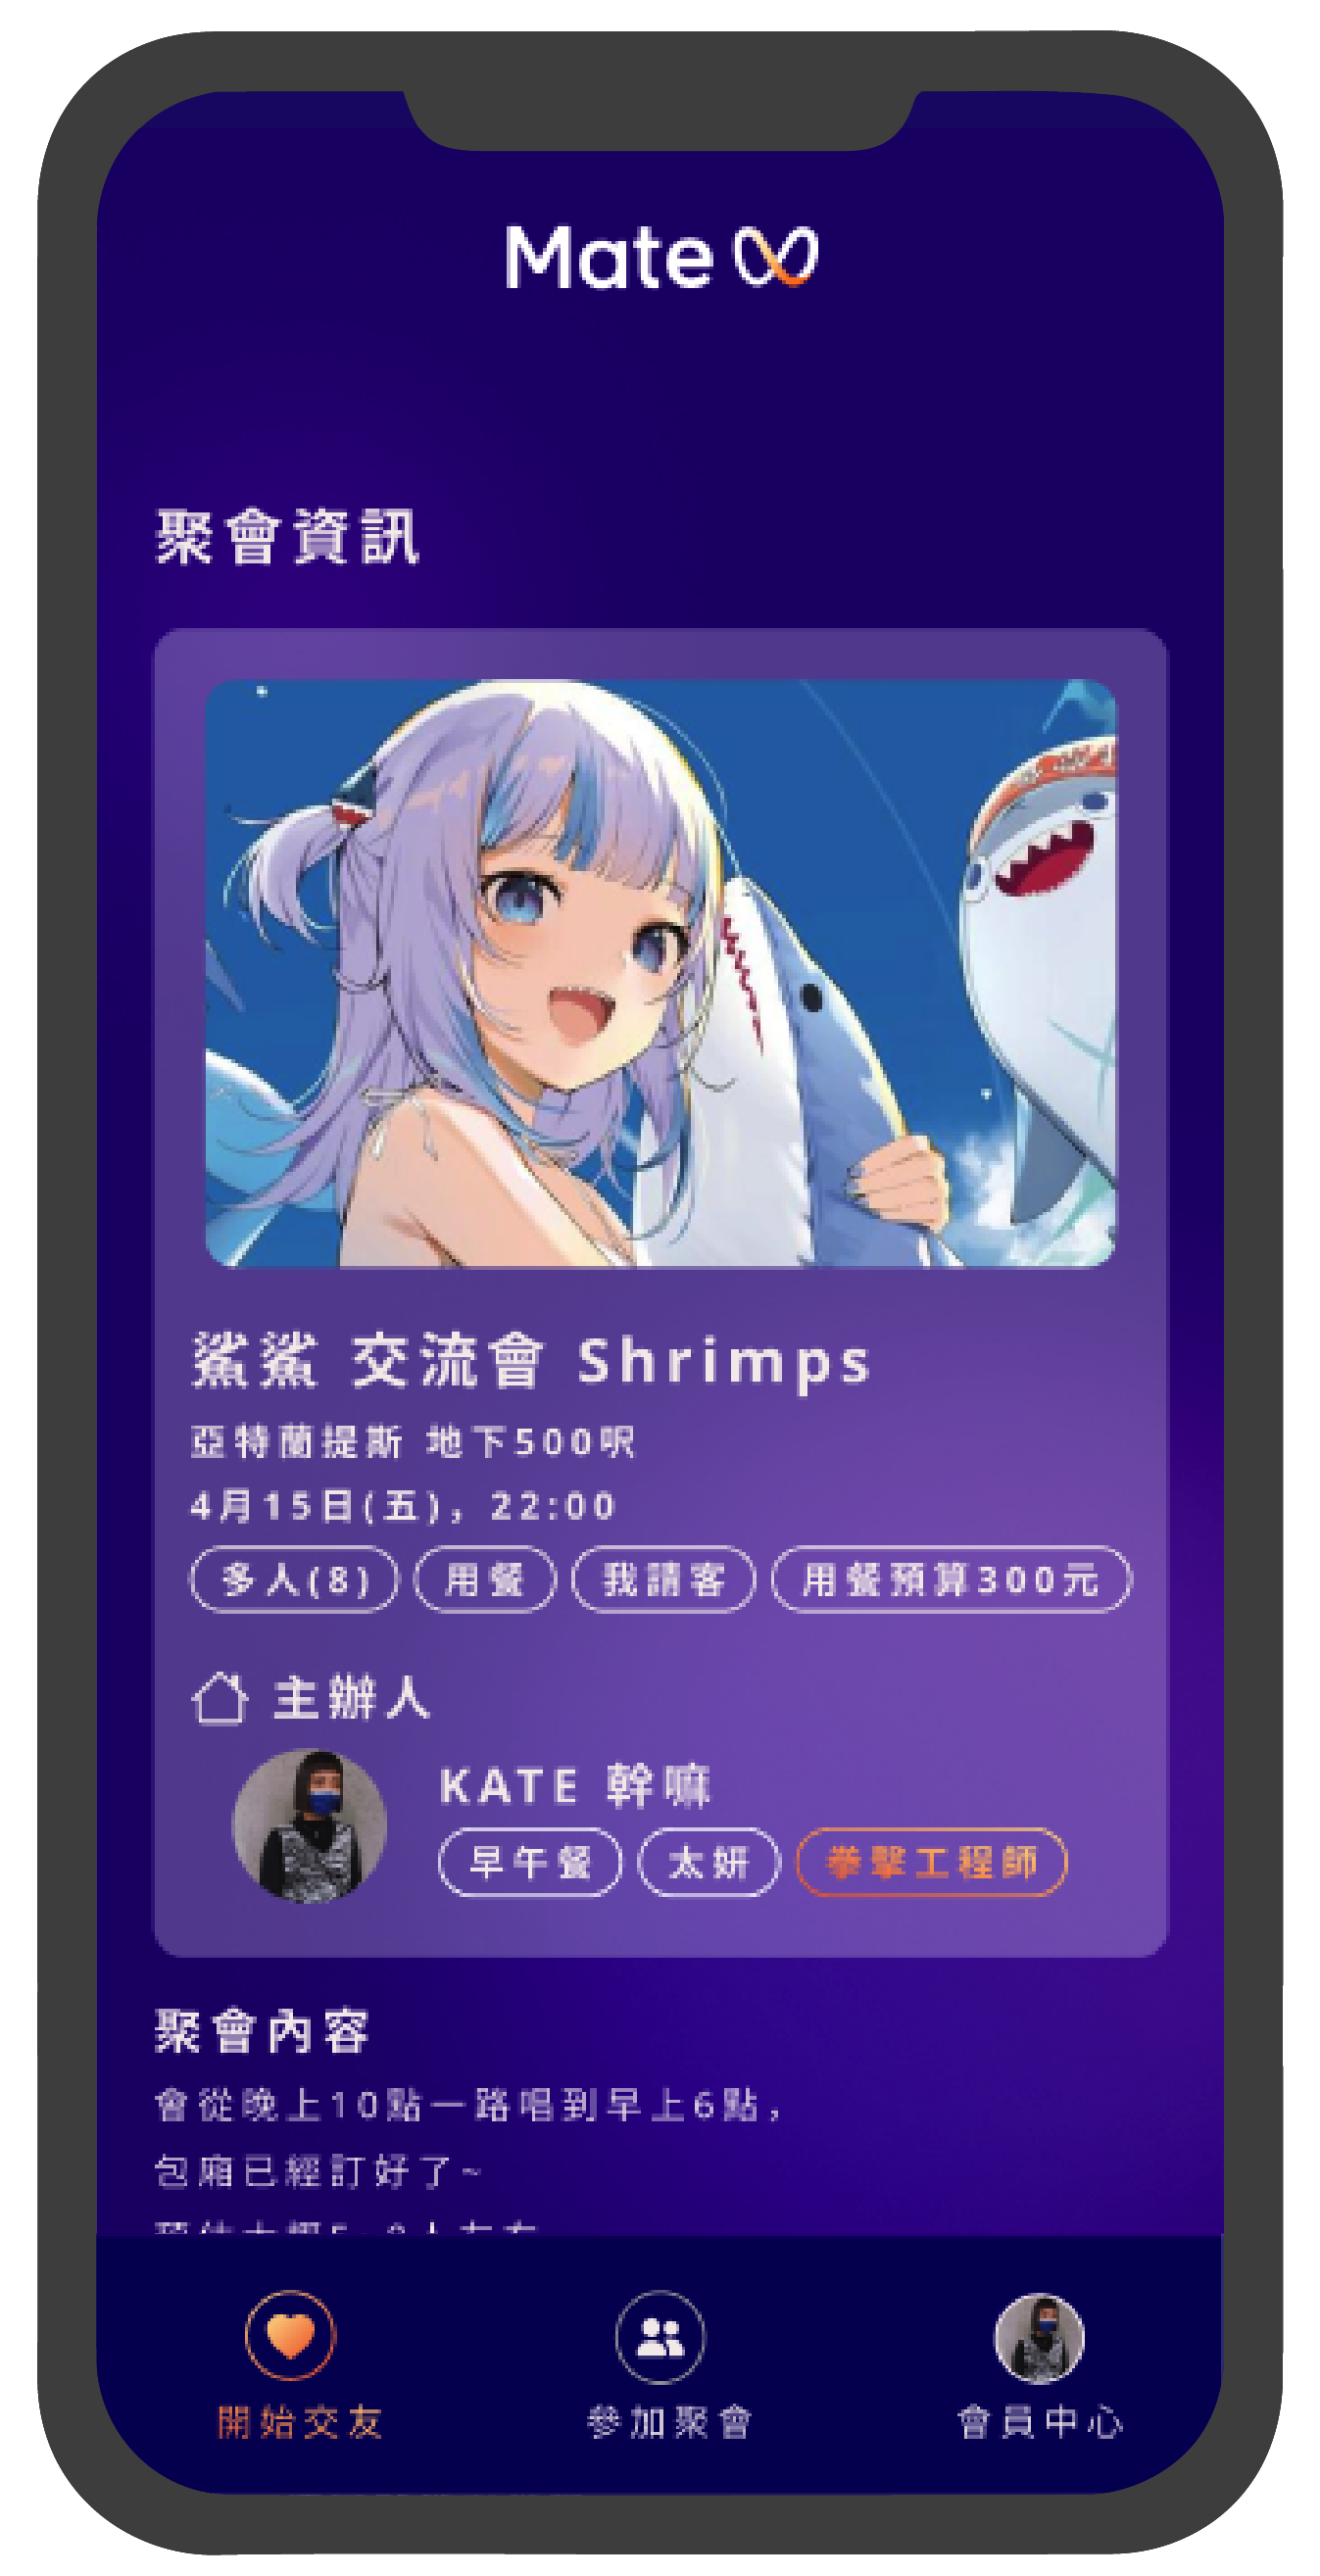 Mate
聚會資訊
鯊鯊 交流會 Shrimps
亞特蘭提斯 地下500呎
4月15日(五), 22:00
多人(8) 用餐 我請客 用餐預算300元
主辦人
KATE 幹嘛
早午餐 太妍 拳擊工程師
聚會內容
會從晚上10點一路唱到早上6點,
包廂已經訂好了~
開始交友 參加聚會 會員中心